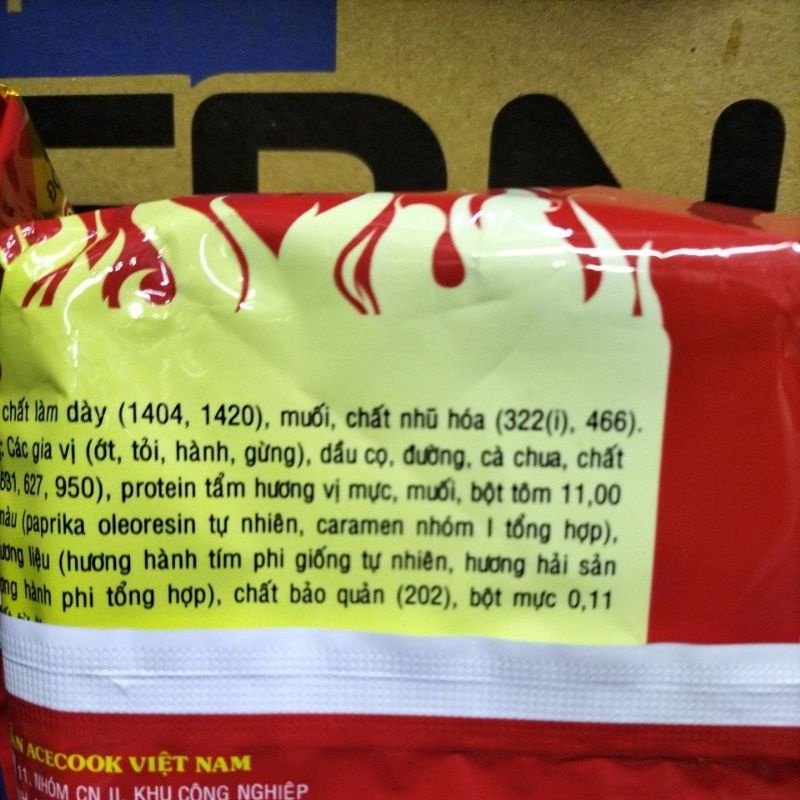 chất làm dày (1404, 1420), muối, chất nhũ hóa (322(i), 466).
Các gia vị (ớt, tỏi, hành, gừng), dầu cọ, đường, cà chua, chất
627, 950), protein tẩm hương vị mực, muối, bột tôm 11,00
màu (paprika oleoresin tự nhiên, caramen nhóm I tổng hợp),
liệu (hương hành tím phi giống tự nhiên, hương hải sản
hành phi tổng hợp), chất bảo quản (202), bột mực 0,11
ACECOOK VIỆT NAM
11, NHÓM CN II, KHU CÔNG NGHIỆP